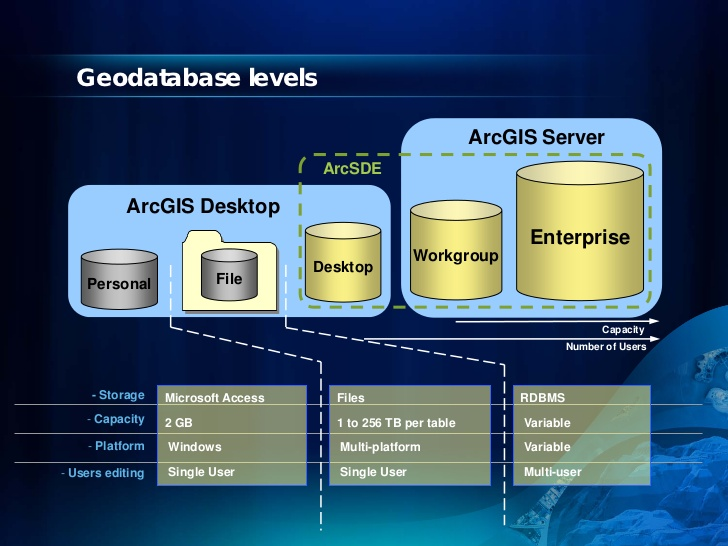 Geodatabase levels
ArcGIS Server
ArcSDE
ArcGIS Desktop
Personal
File
Desktop
Workgroup
Enterprise
Capacity
Number of Users
- Storage Microsoft Access Files RDBMS
- Capacity 2 GB 1 to 256 TB per table Variable
- Platform Windows Multi-platform Variable
- Users editing Single User Single User Multi-user